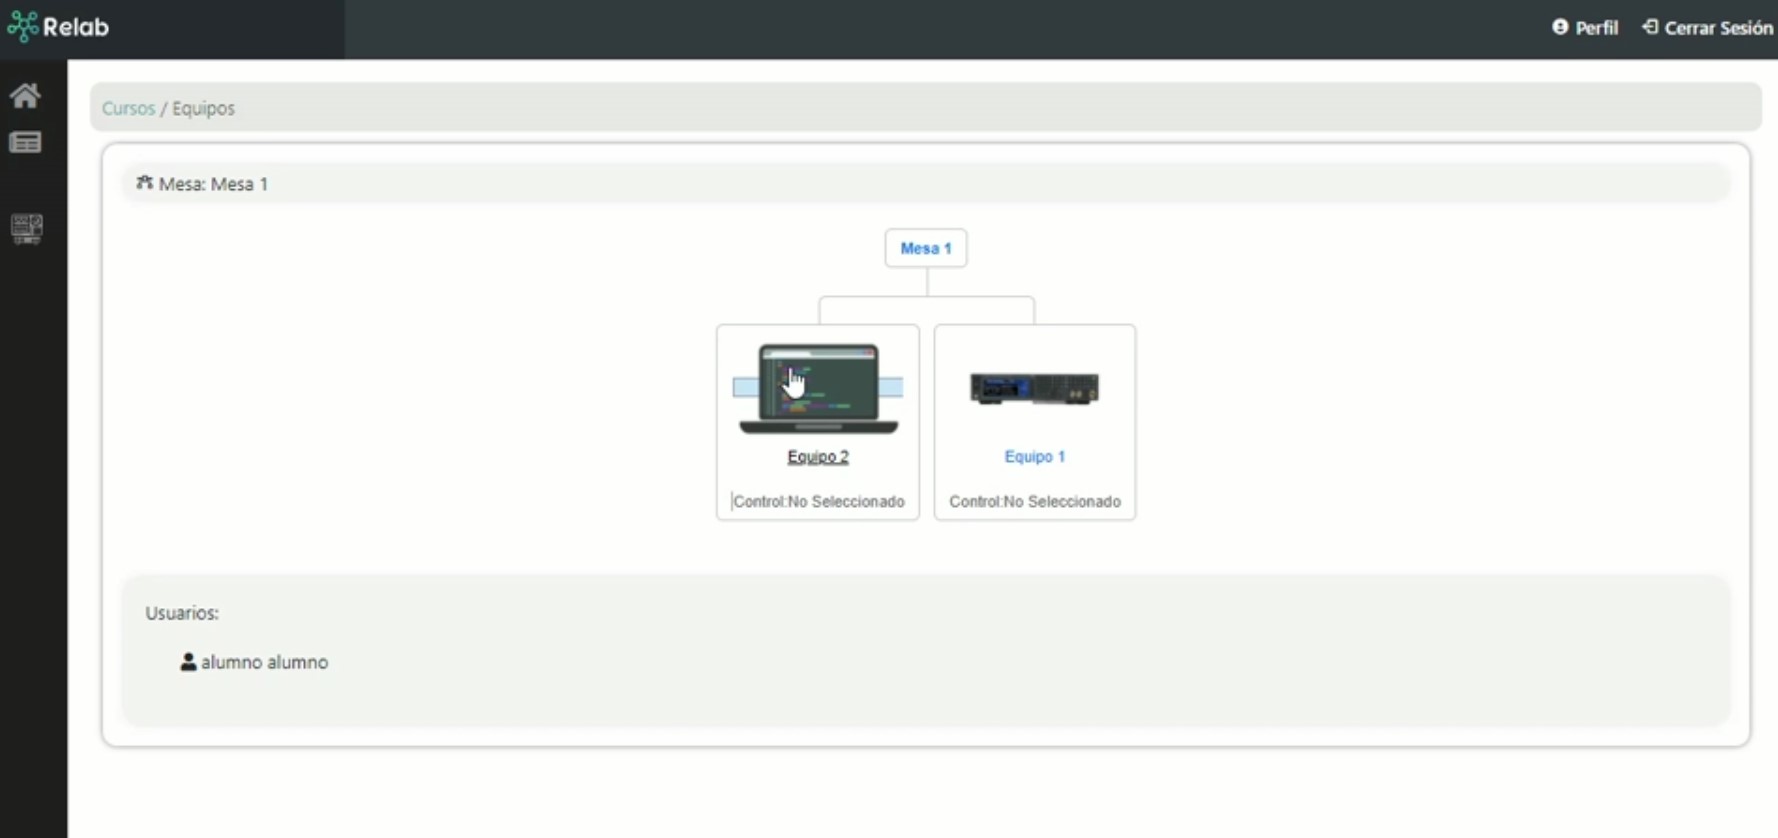 Relab
Perfil
Cerrar Sesión
Cursos / Equipos
Mesa: Mesa 1
Mesa 1
Equipo 2
Control:No Seleccionado
Equipo 1
Control:No Seleccionado
Usuarios:
alumno alumno